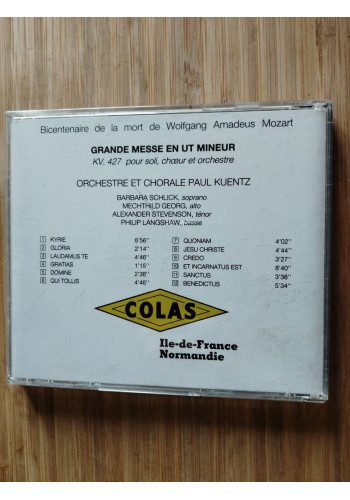 Bicentenaire de la mort de Wolfgang Amadeus Mozart
GRANDE MESSE EN UT MINEUR
KV. 427 pour soli, chœur et orchestre
ORCHESTRE ET CHORALE PAUL KUENTZ
BARBARA SCHLICK, soprano
MECHTHILD GEORG, alto
ALEXANDER STEVENSON, ténor
PHILIP LANGSHAW, basse
1 KYRIE 6'56"
2 GLORIA 2'14"
3 LAUDAMUS TE 4'46"
4 GRATIAS 1'15"
5 DOMINE 2'38"
6 QUI TOLLIS 4'46"
7 QUONIAM 4'02"
8 JESU CHRISTE 4'44"
9 CREDO 3'27"
10 ET INCARNATUS EST 8'40"
11 SANCTUS 3'38"
12 BENEDICTUS 5'34"
COLAS
Ile-de-France
Normandie